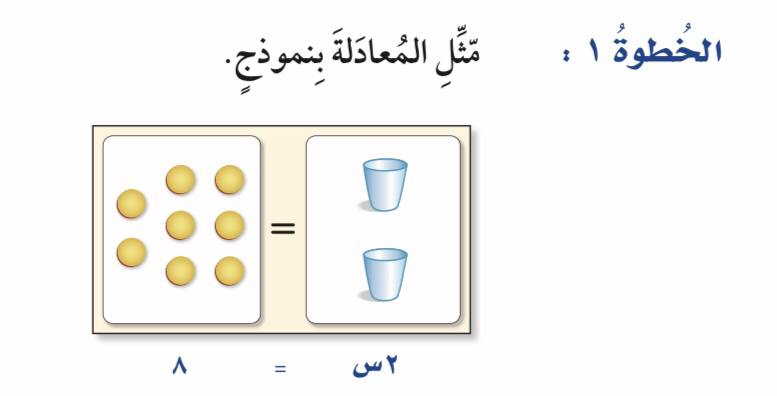 الخُطوةُ ١ : مّثِّلِ المُعادَلةَ بِنموذجٍ.
=
٢س = ٨